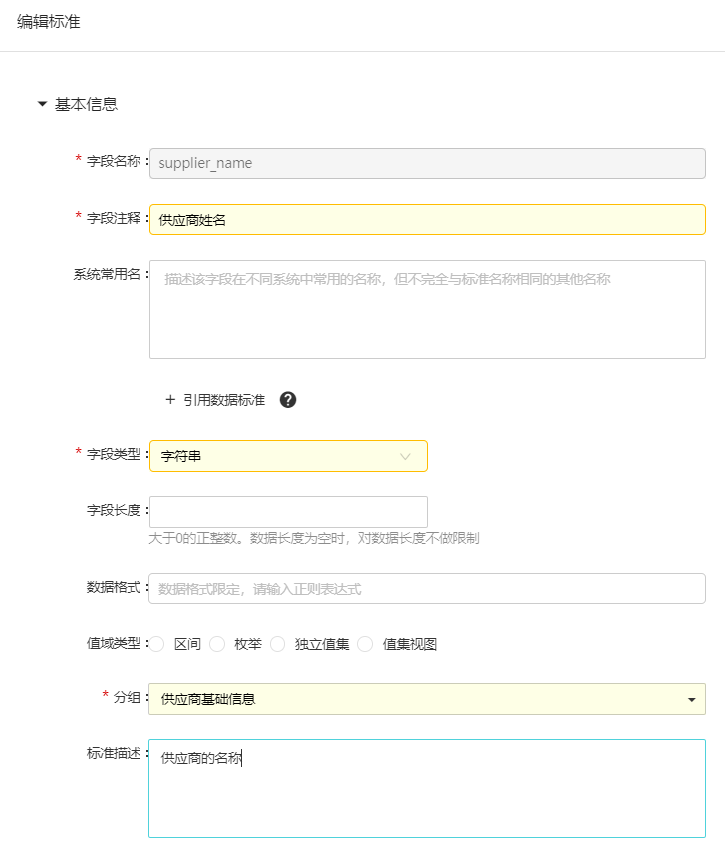 编辑标准
基本信息
* 字段名称: supplier_name
* 字段注释: 供应商姓名
系统常用名: 描述该字段在不同系统中常用的名称，但不完全与标准名称相同的其他名称
+ 引用数据标准 ?
* 字段类型: 字符串
字段长度:
大于0的正整数。数据长度为空时，对数据长度不做限制
数据格式: 数据格式限定，请输入正则表达式
值域类型: 区间 枚举 独立值集 值集视图
* 分组: 供应商基础信息
标准描述: 供应商的名称